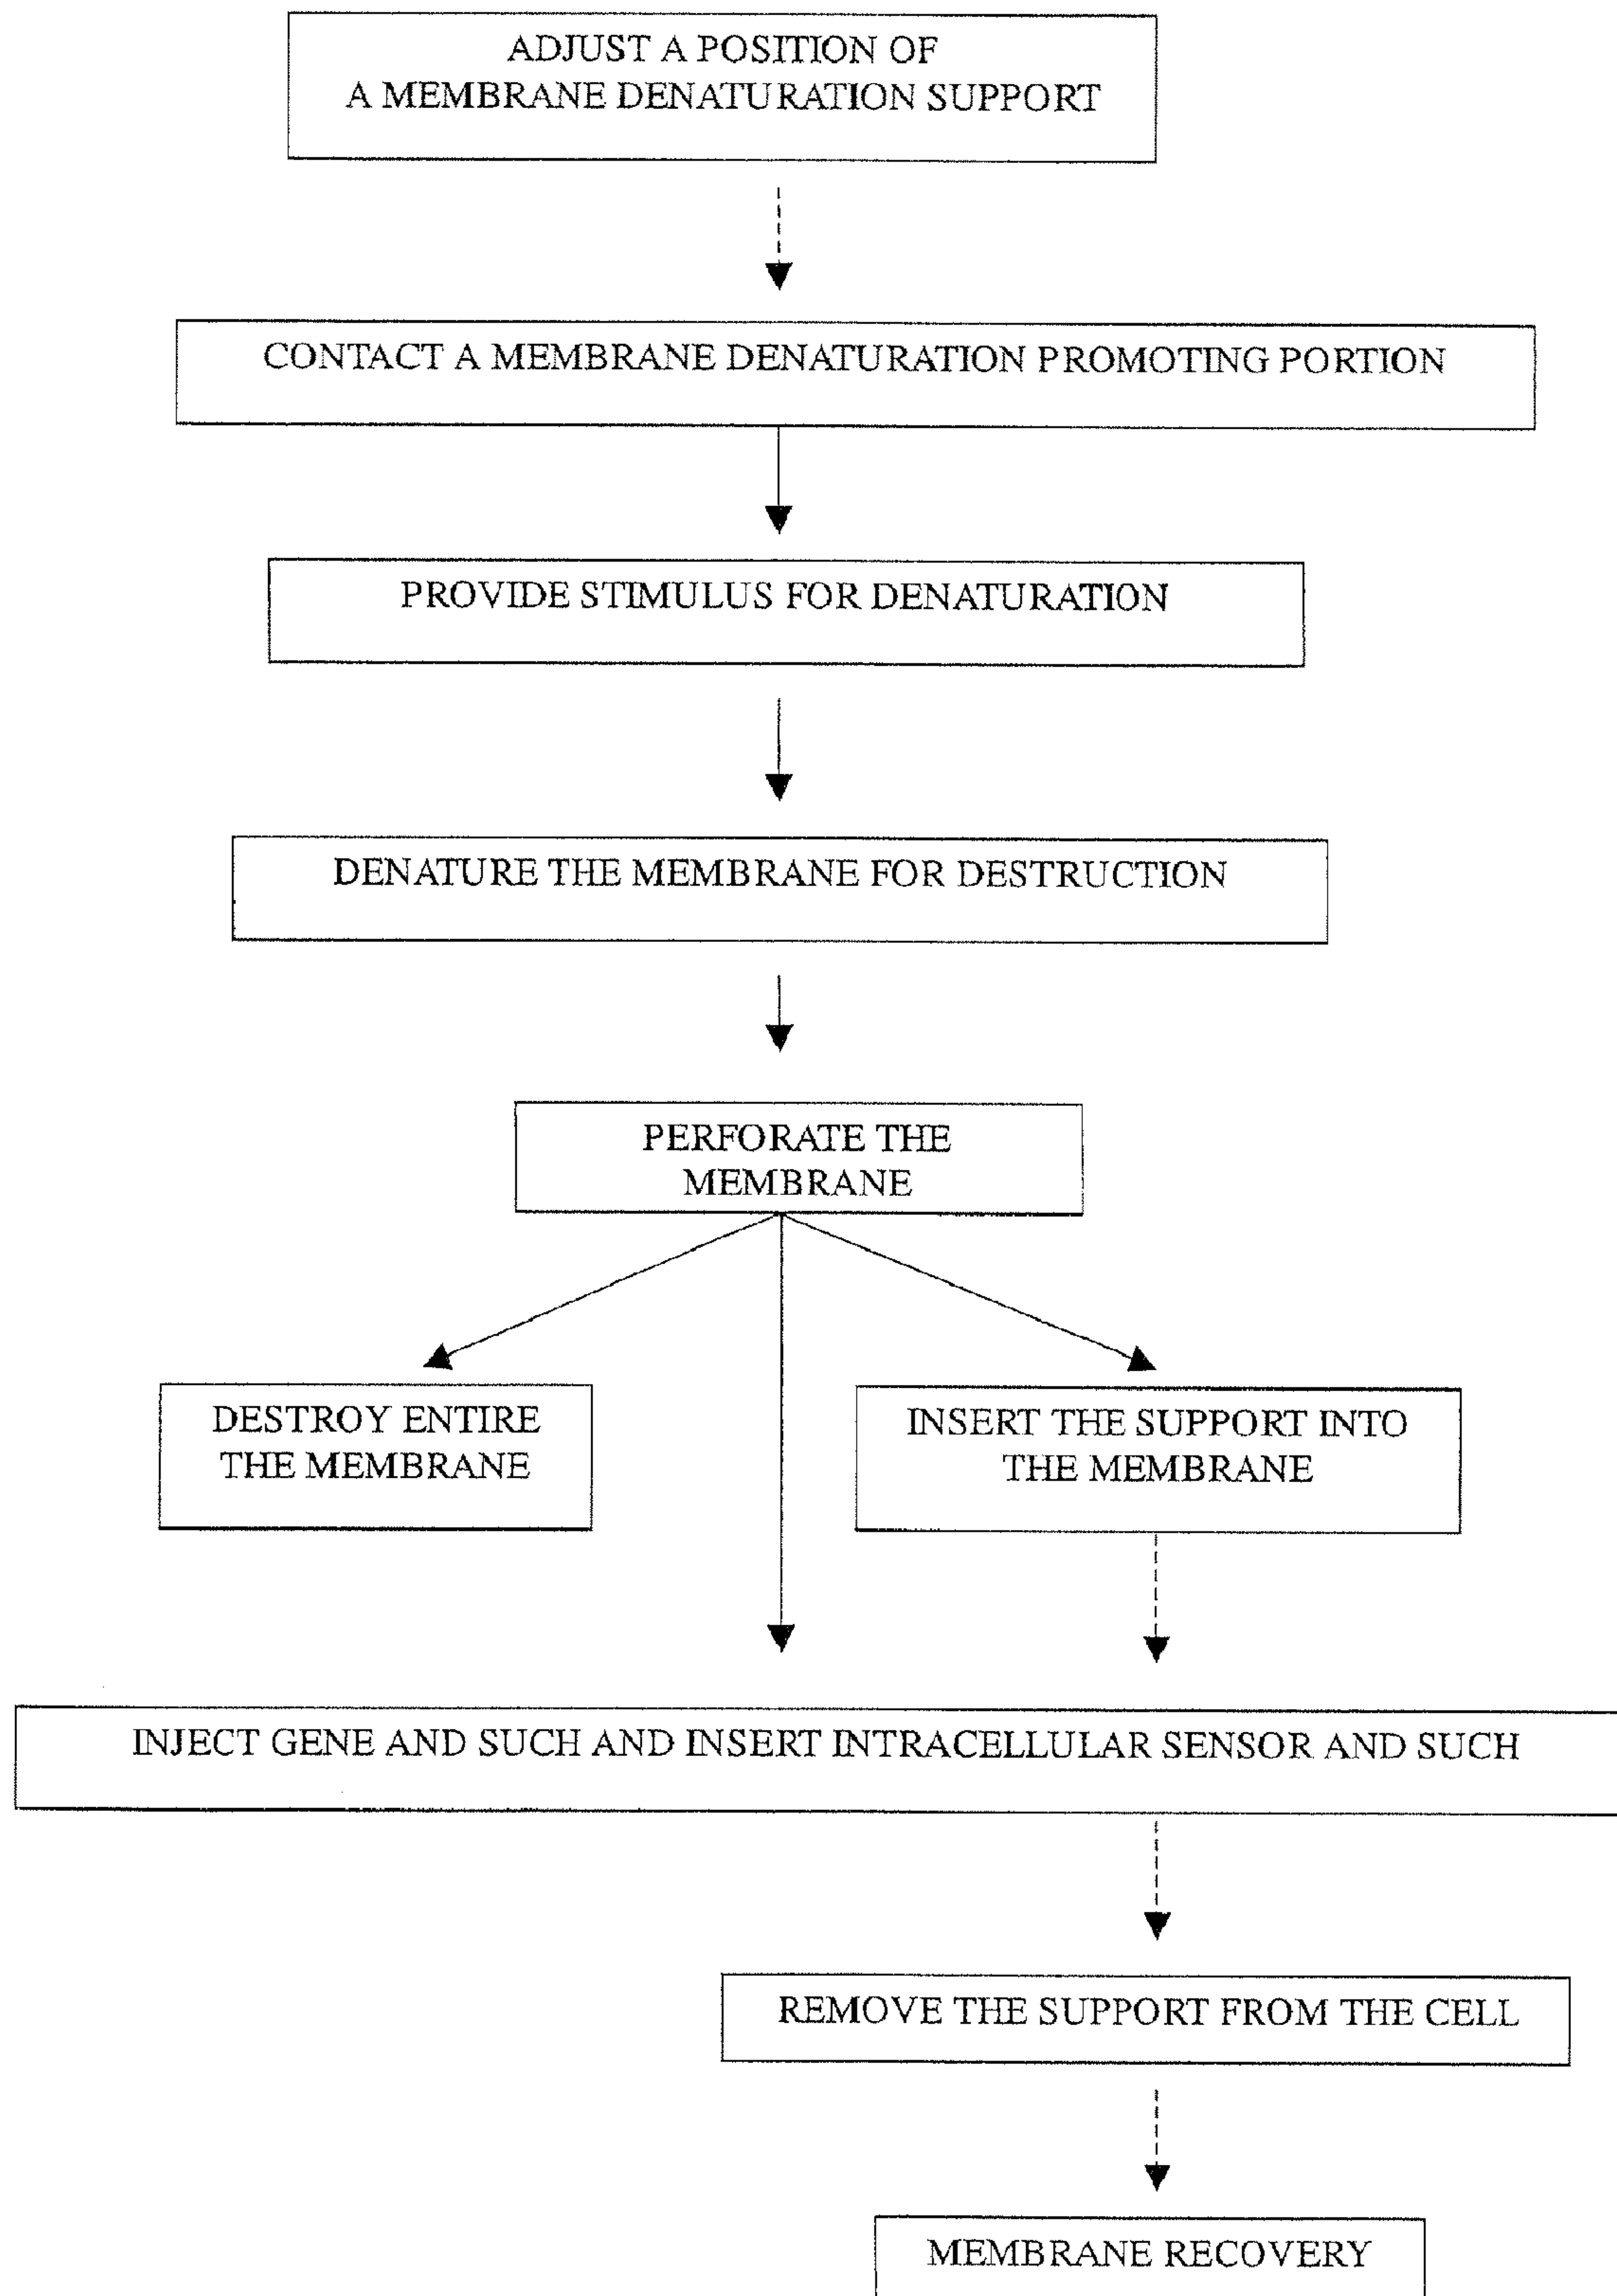 ADJUST A POSITION OF
A MEMBRANE DENATURATION SUPPORT
CONTACT A MEMBRANE DENATURATION PROMOTING PORTION
PROVIDE STIMULUS FOR DENATURATION
DENATURE THE MEMBRANE FOR DESTRUCTION
PERFORATE THE
MEMBRANE
DESTROY ENTIRE
THE MEMBRANE
INSERT THE SUPPORT INTO
THE MEMBRANE
INJECT GENE AND SUCH AND INSERT INTRACELLULAR SENSOR AND SUCH
REMOVE THE SUPPORT FROM THE CELL
MEMBRANE RECOVERY